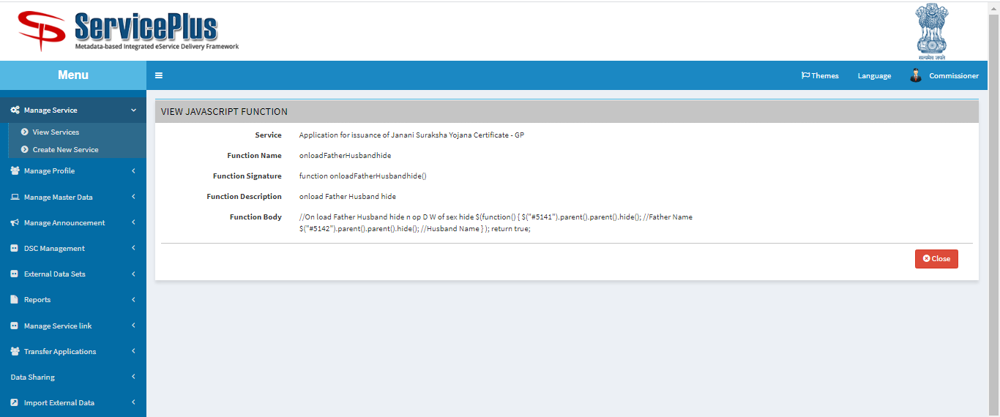 ServicePlus
Metadata-based Integrated eService Delivery Framework
सत्यमेव जयते
Menu
Themes Language Commissioner
Manage Service
View Services
Create New Service
Manage Profile
Manage Master Data
Manage Announcement
DSC Management
External Data Sets
Reports
Manage Service link
Transfer Applications
Data Sharing
Import External Data
VIEW JAVASCRIPT FUNCTION
Service Application for issuance of Janani Suraksha Yojana Certificate - GP
Function Name onloadFatherHusbandhide
Function Signature function onloadFatherHusbandhide()
Function Description onload Father Husband hide
Function Body //On load Father Husband hide n op D W of sex hide $(function() { $("#5141").parent().parent().hide(); //Father Name
$("#5142").parent().parent().hide(); //Husband Name } ); return true;
Close